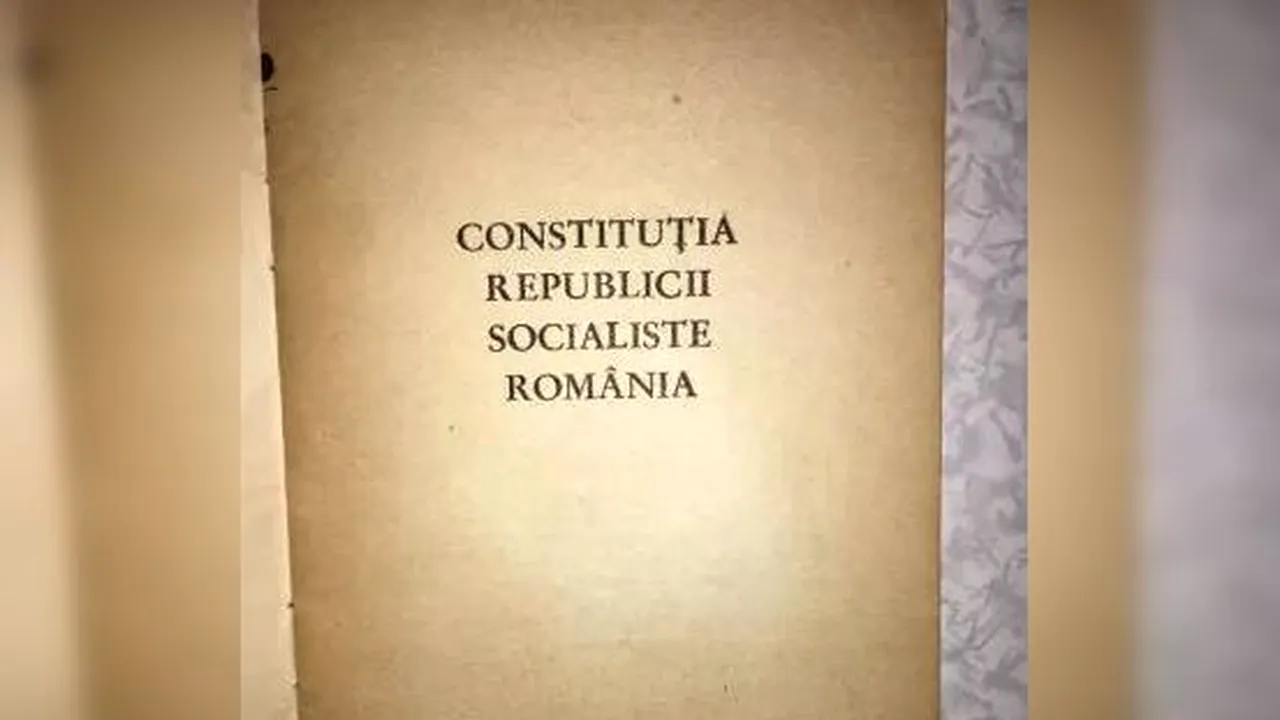 CONSTITUŢIA
REPUBLICII
SOCIALISTE
ROMÂNIA